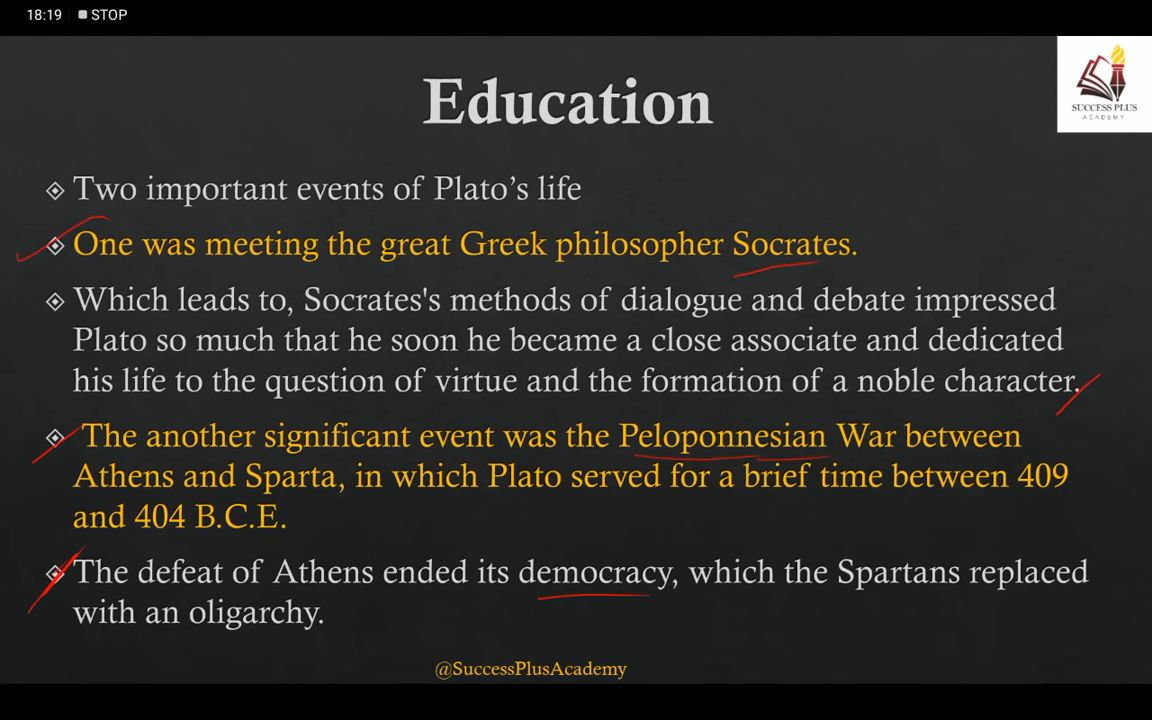 18:19 STOP
SUCCESS PLUS
ACADEMY
Education
Two important events of Plato’s life
One was meeting the great Greek philosopher Socrates.
Which leads to, Socrates's methods of dialogue and debate impressed
Plato so much that he soon he became a close associate and dedicated
his life to the question of virtue and the formation of a noble character.
The another significant event was the Peloponnesian War between
Athens and Sparta, in which Plato served for a brief time between 409
and 404 B.C.E.
The defeat of Athens ended its democracy, which the Spartans replaced
with an oligarchy.
@SuccessPlusAcademy